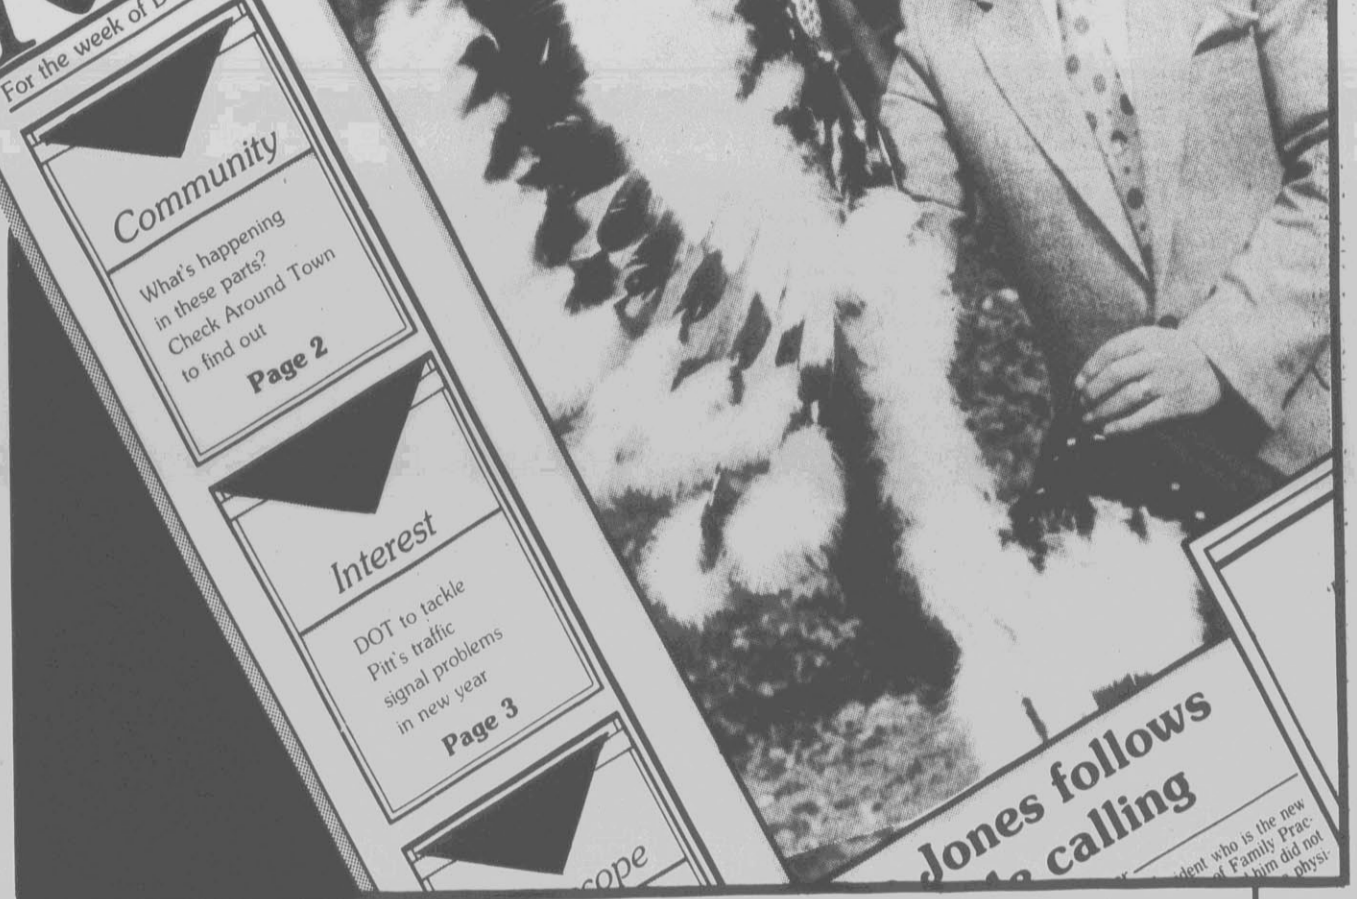 For the week of
Community
What's happening
in these parts?
Check Around Town
to find out
Page 2
Interest
DOT to tackle
Pitt's traffic
signal problems
in new year
Page 3
Jones follows
calling
who is the new
of Family Prac-
him did not
physi-